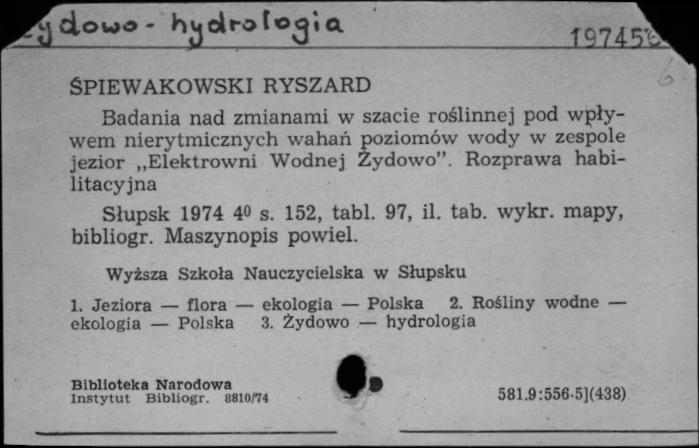 Żydowo - hydrologia
197456
6
ŚPIEWAKOWSKI RYSZARD
Badania nad zmianami w szacie roślinnej pod wpły-
wem nierytmicznych wahań poziomów wody w zespole
jezior „Elektrowni Wodnej Żydowo”. Rozprawa habi-
litacyjna
Słupsk 1974 4⁰ s. 152, tabl. 97, il. tab. wykr. mapy,
bibliogr. Maszynopis powiel.
Wyższa Szkoła Nauczycielska w Słupsku
1. Jeziora — flora — ekologia — Polska 2. Rośliny wodne —
ekologia — Polska 3. Żydowo — hydrologia
Biblioteka Narodowa
Instytut Bibliogr. 8810/74
581.9:556.5](438)